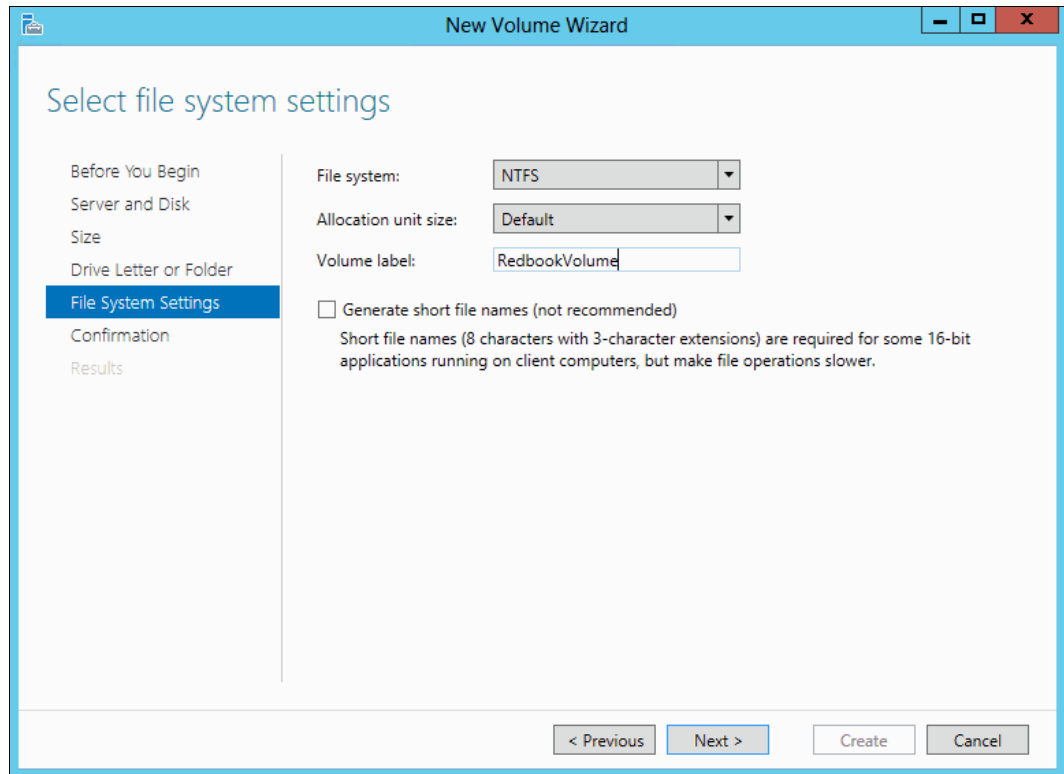 New Volume Wizard
Select file system settings
Before You Begin
Server and Disk
Size
Drive Letter or Folder
File System Settings
Confirmation
Results
File system:
NTFS
Allocation unit size:
Default
Volume label:
RedbookVolume
Generate short file names (not recommended)
Short file names (8 characters with 3-character extensions) are required for some 16-bit
applications running on client computers, but make file operations slower.
< Previous
Next >
Create
Cancel